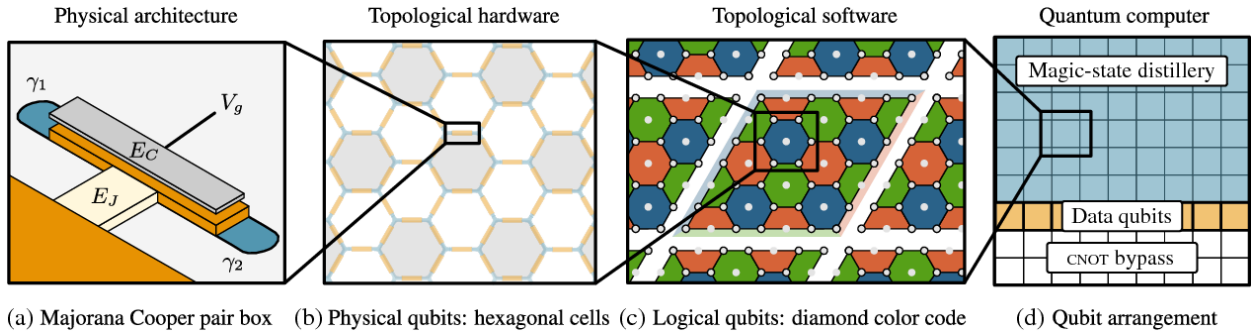 Physical architecture
Topological hardware
Topological software
Quantum computer
γ1
Vg
EC
EJ
γ2
Magic-state distillery
Data qubits
CNOT bypass
(a) Majorana Cooper pair box
(b) Physical qubits: hexagonal cells
(c) Logical qubits: diamond color code
(d) Qubit arrangement